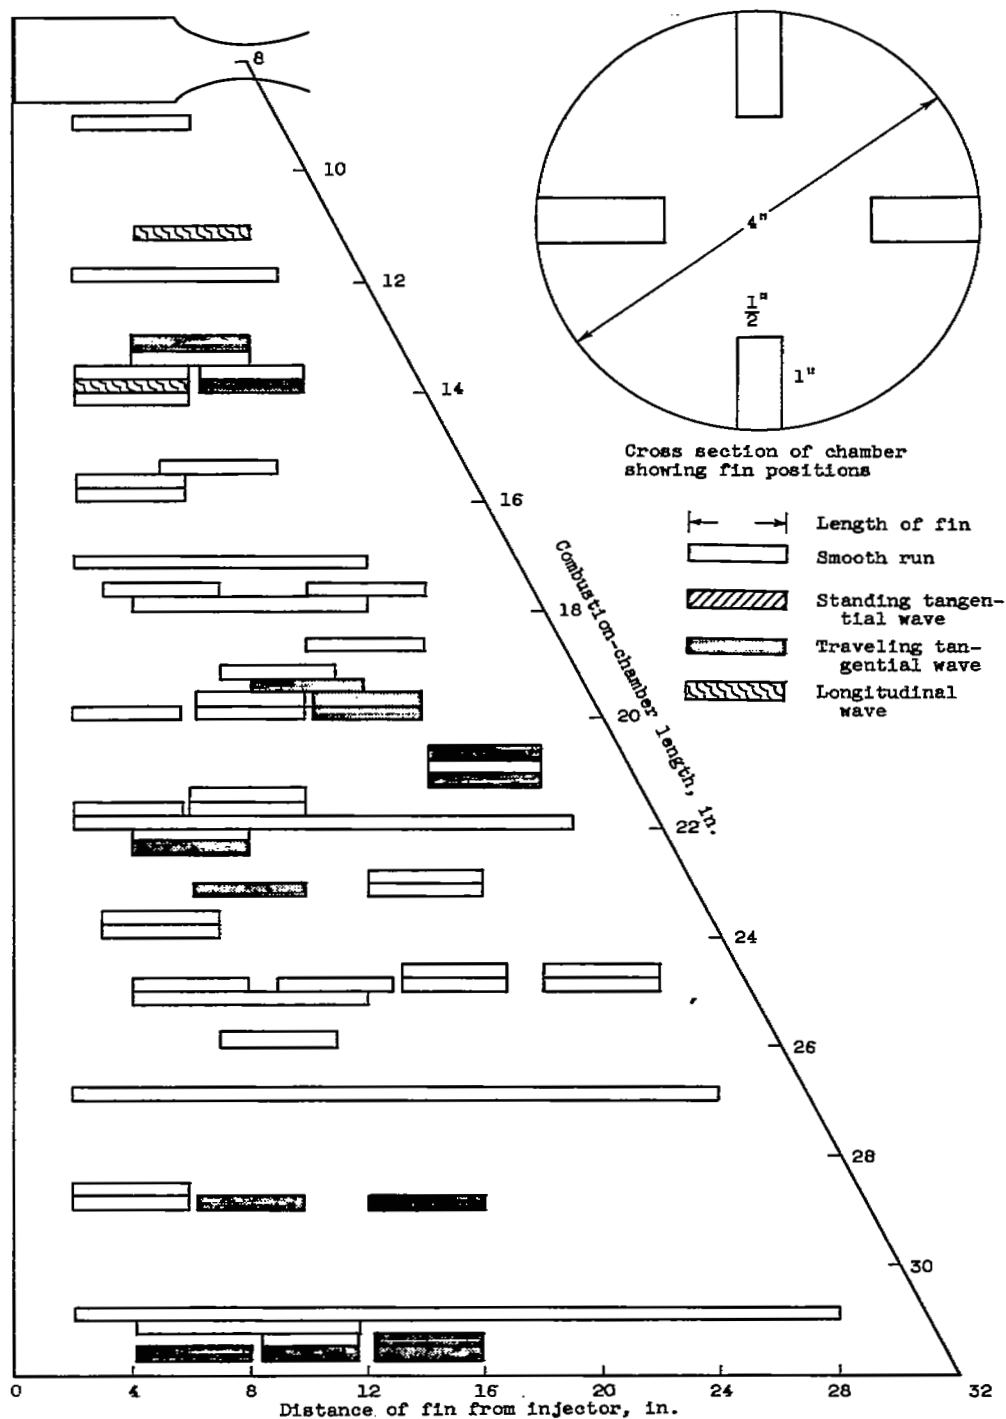 8
10
12
14
16
18
20
22
24
26
28
30
Combustion-chamber length, in.
4"
1/2"
1"
Cross section of chamber
showing fin positions
Length of fin
Smooth run
Standing tangen-
tial wave
Traveling tan-
gential wave
Longitudinal
wave
0 4 8 12 16 20 24 28 32
Distance of fin from injector, in.